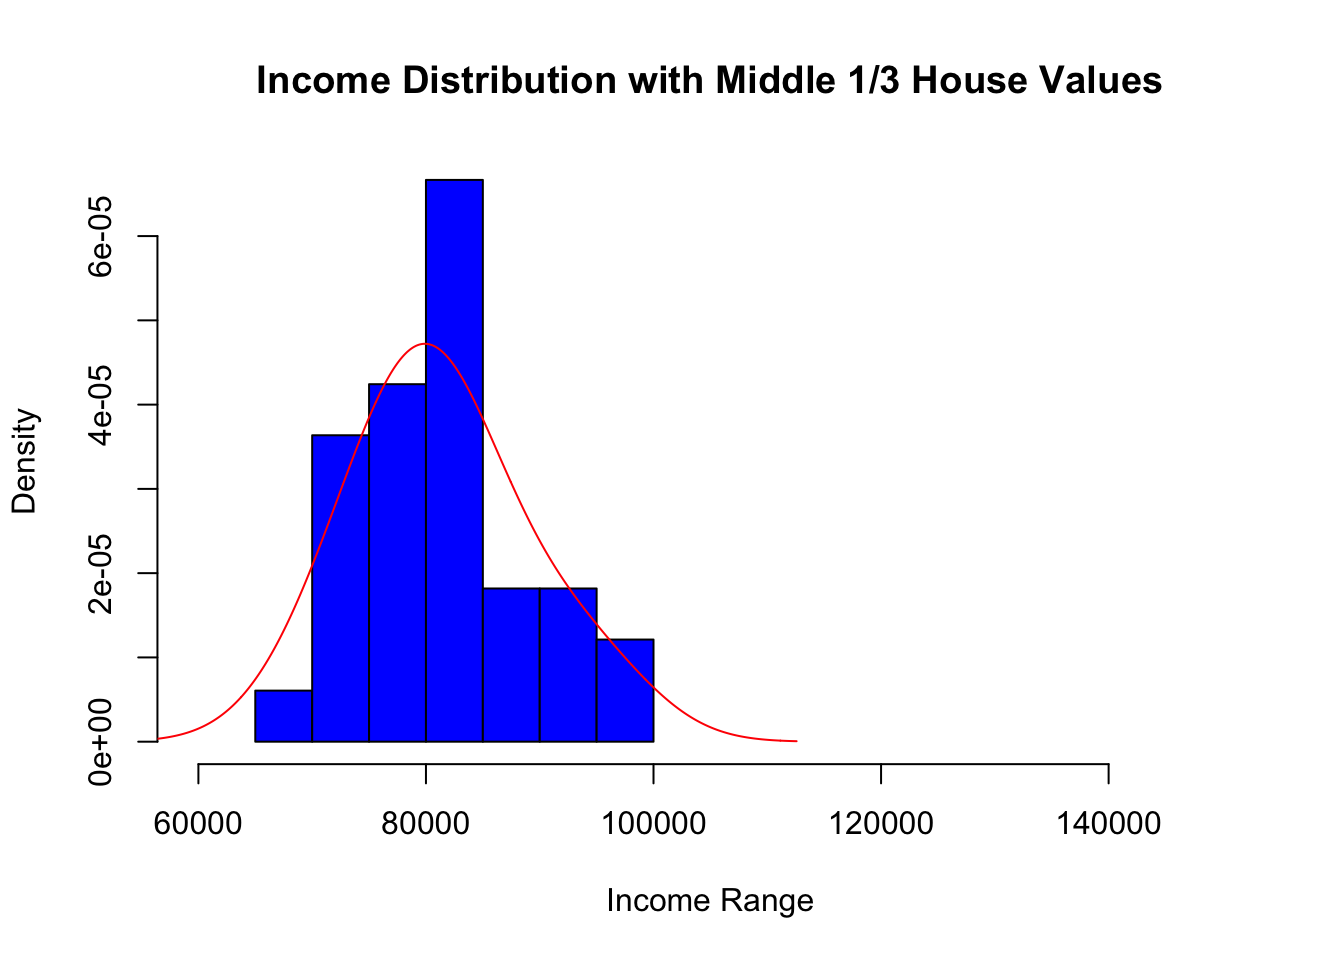 Income Distribution with Middle 1/3 House Values
6e-05
4e-05
2e-05
0e+00
Density
60000 80000 100000 120000 140000
Income Range